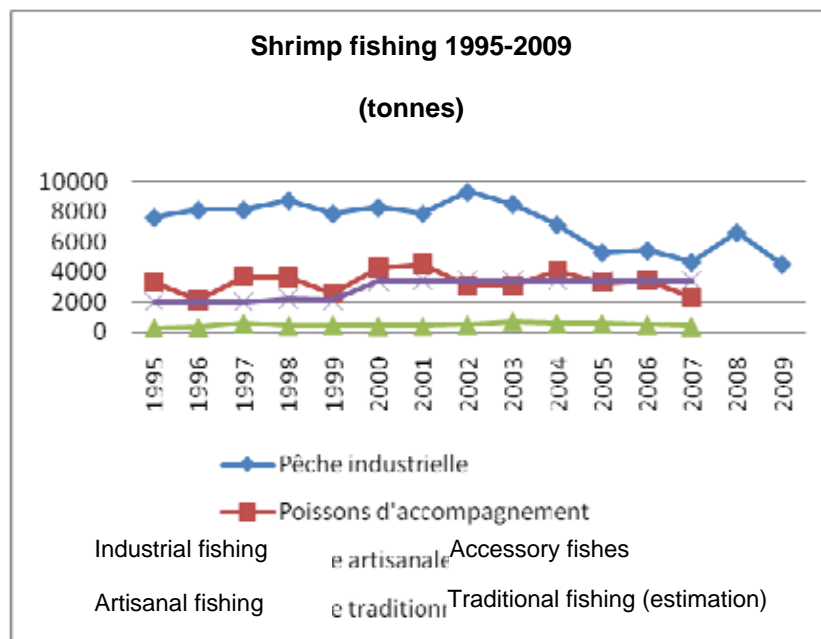 Shrimp fishing 1995-2009
(tonnes)
10000
8000
6000
4000
2000
0
1995 1996 1997 1998 1999 2000 2001 2002 2003 2004 2005 2006 2007 2008 2009
Pêche industrielle
Poissons d'accompagnement
Industrial fishing e artisanale Accessory fishes
Artisanal fishing e traditionn Traditional fishing (estimation)